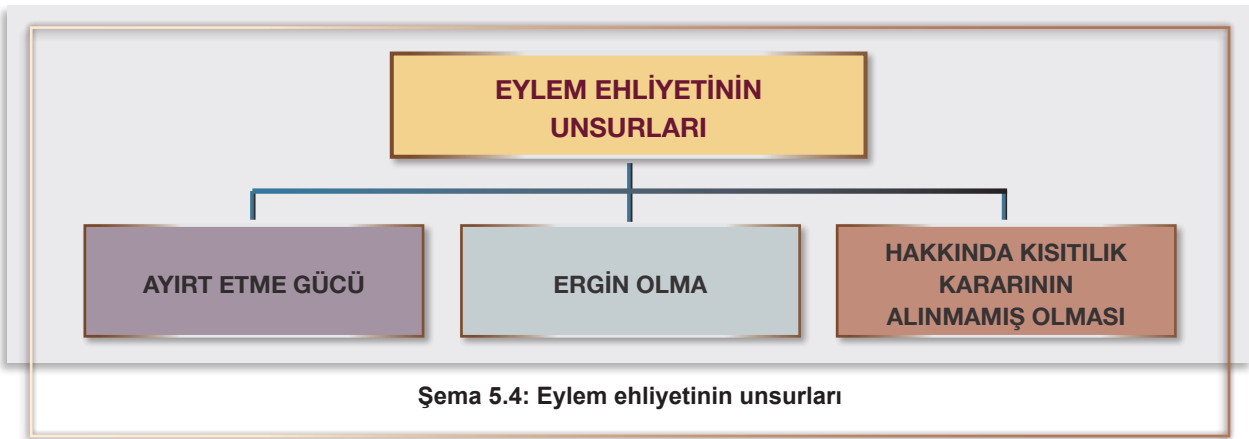 EYLEM EHLİYETİNİN
UNSURLARI
AYIRT ETME GÜCÜ
ERGİN OLMA
HAKKINDA KISITILIK
KARARININ
ALINMAMIŞ OLMASI
Şema 5.4: Eylem ehliyetinin unsurları